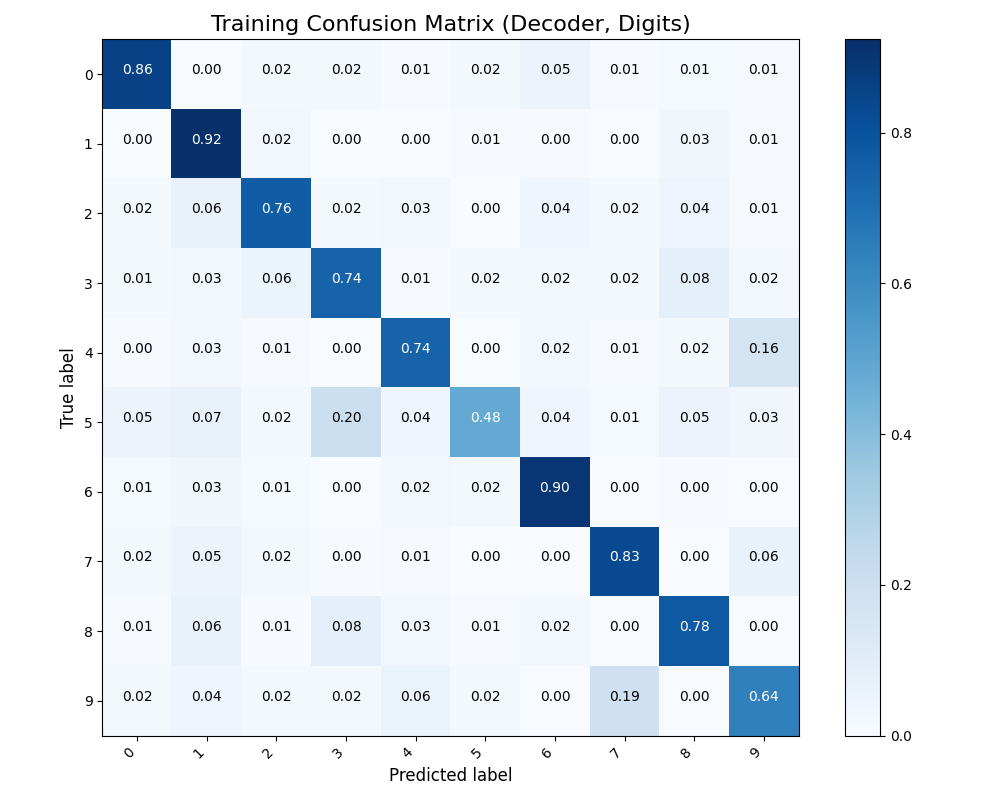 Training Confusion Matrix (Decoder, Digits)
0 0.86 0.00 0.02 0.02 0.01 0.02 0.05 0.01 0.01 0.01
1 0.00 0.92 0.02 0.00 0.00 0.01 0.00 0.00 0.03 0.01
2 0.02 0.06 0.76 0.02 0.03 0.00 0.04 0.02 0.04 0.01
3 0.01 0.03 0.06 0.74 0.01 0.02 0.02 0.02 0.08 0.02
4 0.00 0.03 0.01 0.00 0.74 0.00 0.02 0.01 0.02 0.16
5 0.05 0.07 0.02 0.20 0.04 0.48 0.04 0.01 0.05 0.03
6 0.01 0.03 0.01 0.00 0.02 0.02 0.90 0.00 0.00 0.00
7 0.02 0.05 0.02 0.00 0.01 0.00 0.00 0.83 0.00 0.06
8 0.01 0.06 0.01 0.08 0.03 0.01 0.02 0.00 0.78 0.00
9 0.02 0.04 0.02 0.02 0.06 0.02 0.00 0.19 0.00 0.64
0 1 2 3 4 5 6 7 8 9
Predicted label
True label
0.8
0.6
0.4
0.2
0.0